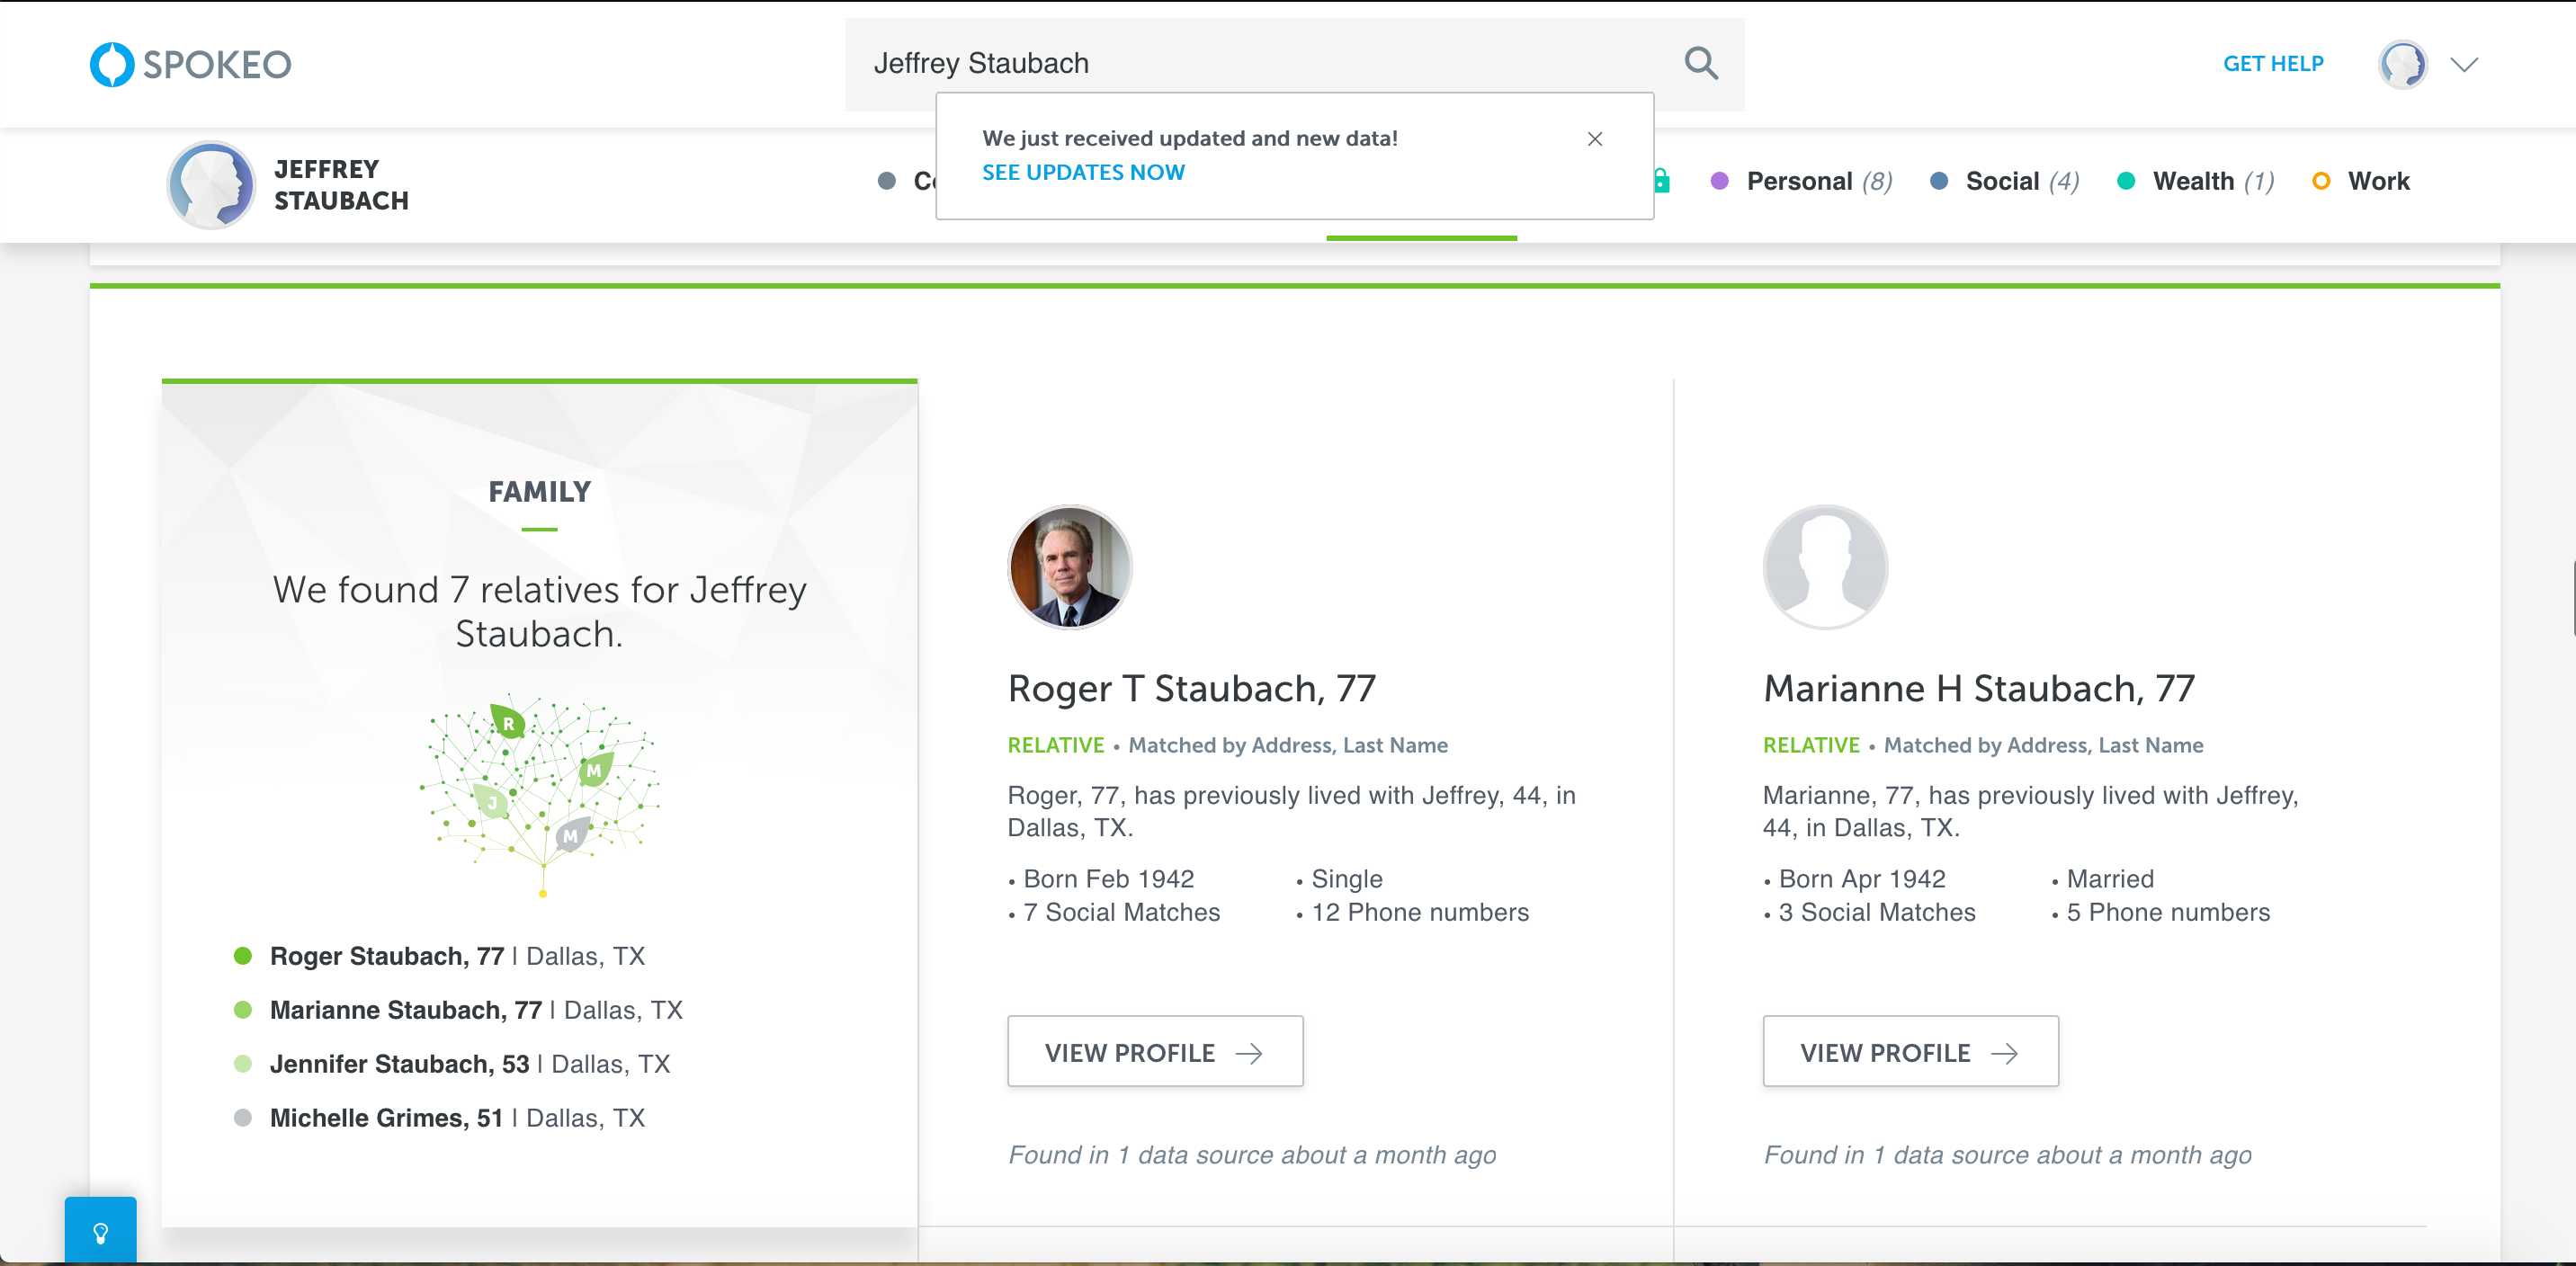 SPOKEO
Jeffrey Staubach
GET HELP
We just received updated and new data!
SEE UPDATES NOW
JEFFREY
STAUBACH
Personal (8)
Social (4)
Wealth (1)
Work
FAMILY
We found 7 relatives for Jeffrey
Staubach.
R
M
J
M
Roger Staubach, 77 | Dallas, TX
Marianne Staubach, 77 | Dallas, TX
Jennifer Staubach, 53 | Dallas, TX
Michelle Grimes, 51 | Dallas, TX
Roger T Staubach, 77
RELATIVE • Matched by Address, Last Name
Roger, 77, has previously lived with Jeffrey, 44, in
Dallas, TX.
• Born Feb 1942 • Single
• 7 Social Matches • 12 Phone numbers
VIEW PROFILE
Found in 1 data source about a month ago
Marianne H Staubach, 77
RELATIVE • Matched by Address, Last Name
Marianne, 77, has previously lived with Jeffrey,
44, in Dallas, TX.
• Born Apr 1942 • Married
• 3 Social Matches • 5 Phone numbers
VIEW PROFILE
Found in 1 data source about a month ago